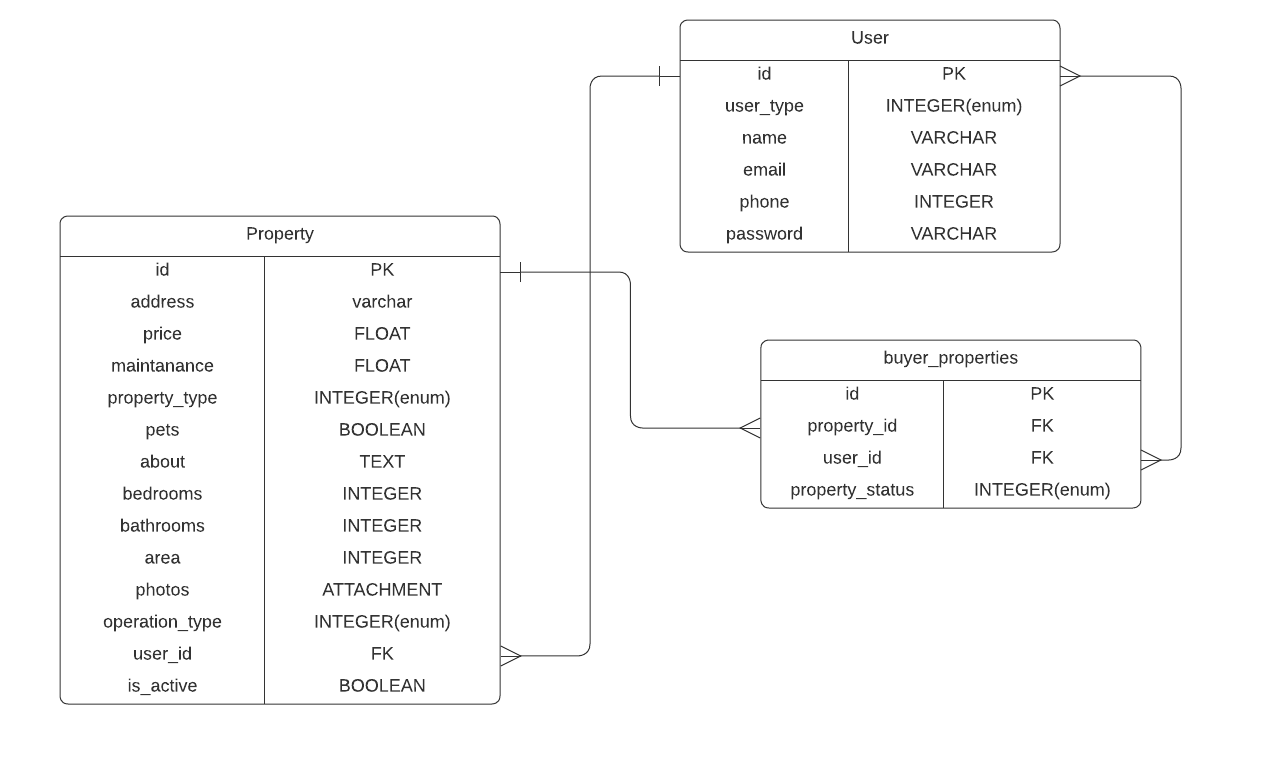 User
id PK
user_type INTEGER(enum)
name VARCHAR
email VARCHAR
phone INTEGER
password VARCHAR
Property
id PK
address varchar
price FLOAT
maintanance FLOAT
property_type INTEGER(enum)
pets BOOLEAN
about TEXT
bedrooms INTEGER
bathrooms INTEGER
area INTEGER
photos ATTACHMENT
operation_type INTEGER(enum)
user_id FK
is_active BOOLEAN
buyer_properties
id PK
property_id FK
user_id FK
property_status INTEGER(enum)